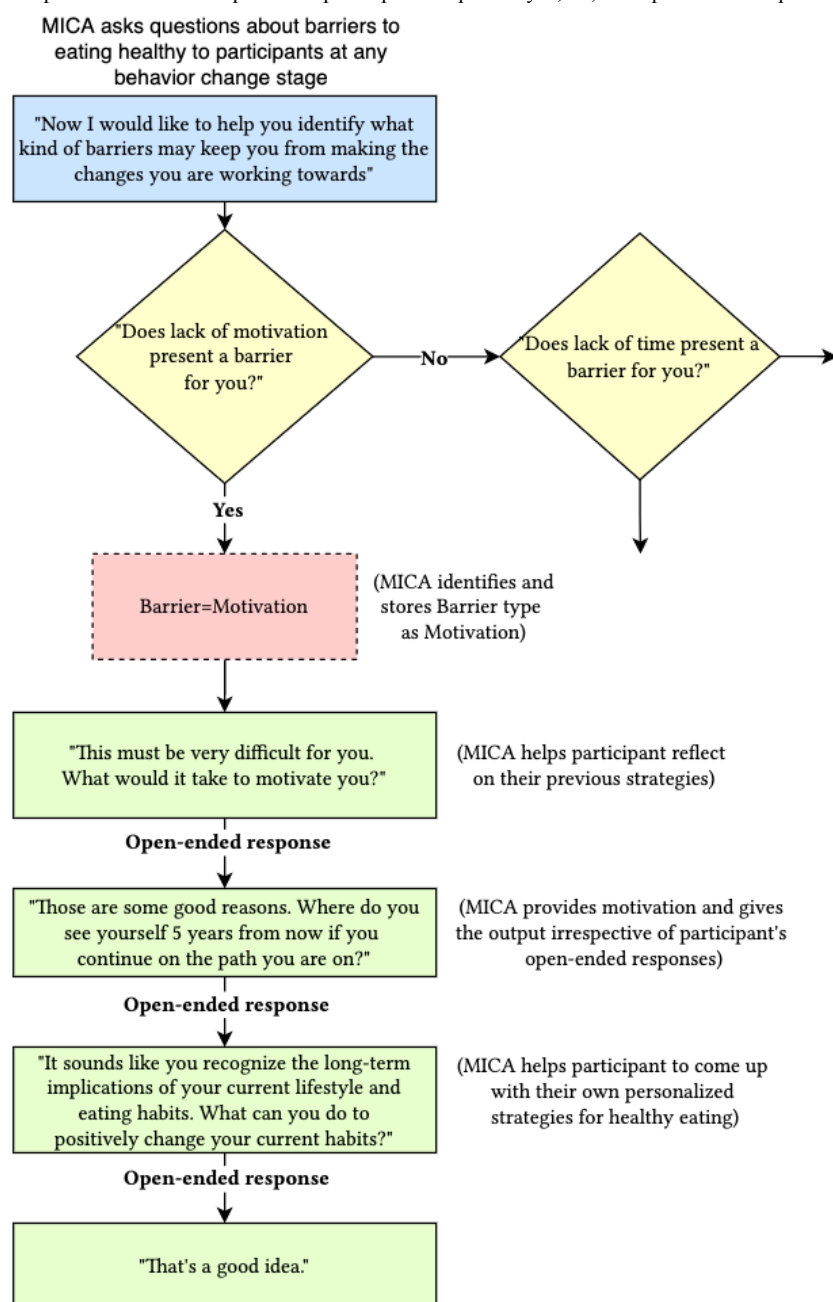 MICA asks questions about barriers to
eating healthy to participants at any
behavior change stage
"Now I would like to help you identify what
kind of barriers may keep you from making the
changes you are working towards"
"Does lack of motivation
present a barrier
for you?"
No
"Does lack of time present a
barrier for you?"
Yes
Barrier=Motivation
(MICA identifies and
stores Barrier type
as Motivation)
"This must be very difficult for you.
What would it take to motivate you?"
(MICA helps participant reflect
on their previous strategies)
Open-ended response
"Those are some good reasons. Where do you
see yourself 5 years from now if you
continue on the path you are on?"
(MICA provides motivation and gives
the output irrespective of participant's
open-ended responses)
Open-ended response
"It sounds like you recognize the long-term
implications of your current lifestyle and
eating habits. What can you do to
positively change your current habits?"
(MICA helps participant to come up
with their own personalized
strategies for healthy eating)
Open-ended response
"That's a good idea."